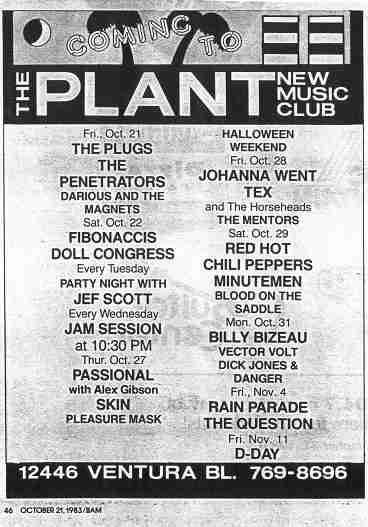 COMING TO
THE PLANT NEW MUSIC CLUB
Fri., Oct. 21
THE PLUGS
THE
PENETRATORS
DARIOUS AND THE
MAGNETS
Sat. Oct. 22
FIBONACCIS
DOLL CONGRESS
Every Tuesday
PARTY NIGHT WITH
JEF SCOTT
Every Wednesday
JAM SESSION
at 10:30 PM
Thur. Oct. 27
PASSIONAL
with Alex Gibson
SKIN
PLEASURE MASK
HALLOWEEN
WEEKEND
Fri. Oct. 28
JOHANNA WENT
TEX
and The Horseheads
THE MENTORS
Sat. Oct. 29
RED HOT
CHILI PEPPERS
MINUTEMEN
BLOOD ON THE
SADDLE
Mon. Oct. 31
BILLY BIZEAU
VECTOR VOLT
DICK JONES &
DANGER
Fri., Nov. 4
RAIN PARADE
THE QUESTION
Fri. Nov. 11
D-DAY
12446 VENTURA BL. 769-8696
46 OCTOBER 21, 1983/BAM